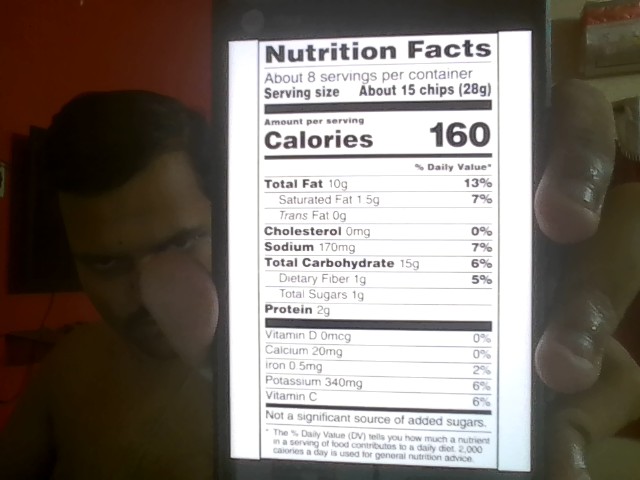 Nutrition Facts
About 8 servings per container
Serving size About 15 chips (28g)
Amount per serving
Calories 160
% Daily Value*
Total Fat 10g 13%
Saturated Fat 1.5g 7%
Trans Fat 0g
Cholesterol 0mg 0%
Sodium 170mg 7%
Total Carbohydrate 15g 6%
Dietary Fiber 1g 5%
Total Sugars 1g
Protein 2g
Vitamin D 0mcg 0%
Calcium 20mg 0%
Iron 0.5mg 2%
Potassium 340mg 6%
Vitamin C 6%
Not a significant source of added sugars.
* The % Daily Value (DV) tells you how much a nutrient
in a serving of food contributes to a daily diet. 2,000
calories a day is used for general nutrition advice.